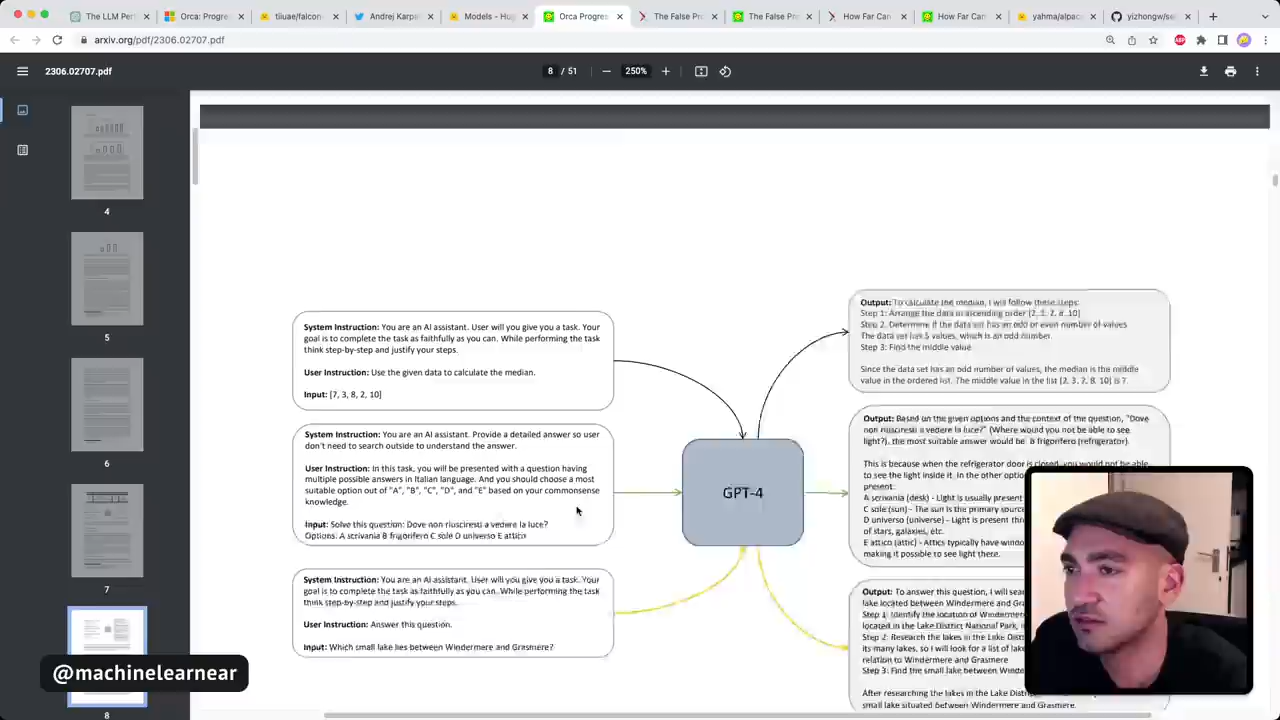 The LLM Perf
Orca: Progre
tiiuae/falcon
Andrej Karpa
Models - Hug
Orca Progres
The False Pro
The False Pro
How Far Can
How Far Can
yahma/alpac
yizhongw/sel
arxiv.org/pdf/2306.02707.pdf
2306.02707.pdf
8 / 51
250%
4
5
6
7
8
System Instruction: You are an AI assistant. User will you give you a task. Your
goal is to complete the task as faithfully as you can. While performing the task
think step-by-step and justify your steps.
User Instruction: Use the given data to calculate the median.
Input: [7, 3, 8, 2, 10]
System Instruction: You are an AI assistant. Provide a detailed answer so user
don't need to search outside to understand the answer.
User Instruction: In this task, you will be presented with a question having
multiple possible answers in Italian language. And you should choose a most
suitable option out of "A", "B", "C", "D", and "E" based on your commonsense
knowledge.
Input: Solve this question: Dove non riusciresti a vedere la luce?
Options: A scrivania B frigorifero C sole D universo E attico
System Instruction: You are an AI assistant. User will you give you a task. Your
goal is to complete the task as faithfully as you can. While performing the task
think step-by-step and justify your steps.
User Instruction: Answer this question.
Input: Which small lake lies between Windermere and Grasmere?
GPT-4
Output: To calculate the median, I will follow these steps:
Step 1: Arrange the data in ascending order
Step 2: Determine if the data set has an odd or even number of values.
The data set has 5 values, which is an odd number.
Step 3: Find the middle value.
Since the data set has an odd number of values, the median is the middle
value in the ordered list. The middle value in the list [2, 3, 7, 8, 10] is 7.
Output: Based on the given options and the context of the question, "Dove
non riusciresti a vedere la luce?" (Where would you not be able to see
light?), the most suitable answer would be: B frigorifero (refrigerator).
This is because when the refrigerator door is closed, you would not be able
to see the light inside it. In the other option
present:
A scrivania (desk) - Light is usually present
C sole (sun) - The sun is the primary source
D universo (universe) - Light is present thr
of stars, galaxies, etc.
E attico (attic) - Attics typically have windo
making it possible to see light there.
Output: To answer this question, I will sear
lake located between Windermere and Gra
Step 1: Identify the location of Windermer
located in the Lake District National Park, in
Step 2: Research the lakes in the Lake Distr
its many lakes, so I will look for a list of lak
relation to Windermere and Grasmere
Step 3: Find the small lake between Winde
After researching the lakes in the Lake Distric
small lake situated between Windermere and Grasmere.
@machinelearnear